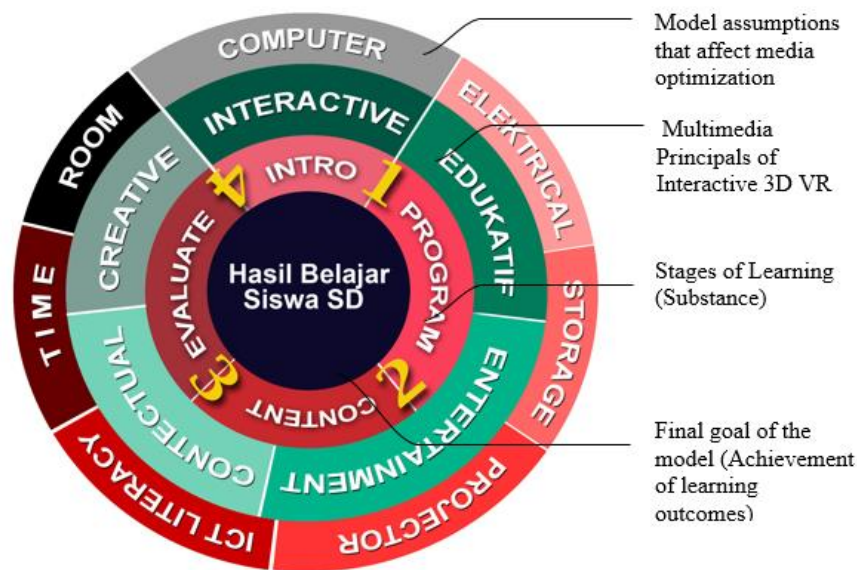 COMPUTER
ELEKTRICAL
STORAGE
PROJECTOR
ICT LITERACY
TIME
ROOM
INTERACTIVE
EDUKATIF
ENTERTAINMENT
CONTECTUAL
CREATIVE
INTRO
1
PROGRAM
2
CONTENT
3
EVALUATE
4
Hasil Belajar
Siswa SD
Model assumptions
that affect media
optimization
Multimedia
Principals of
Interactive 3D VR
Stages of Learning
(Substance)
Final goal of the
model (Achievement
of learning
outcomes)